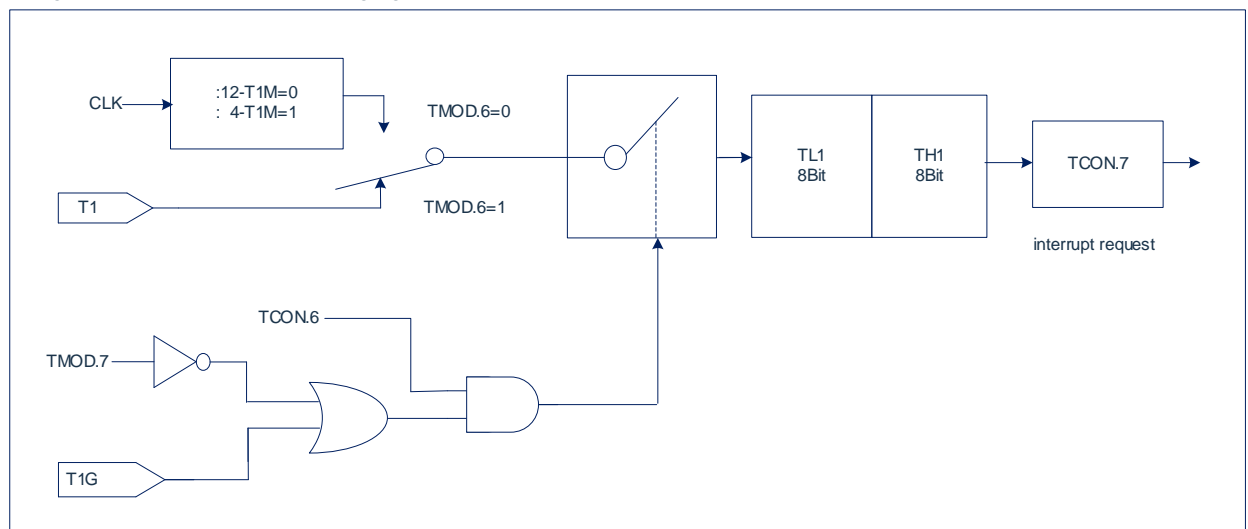 CLK
:12-T1M=0
: 4-T1M=1
TMOD.6=0
TMOD.6=1
T1
TL1
8Bit
TH1
8Bit
TCON.7
interrupt request
TCON.6
TMOD.7
T1G